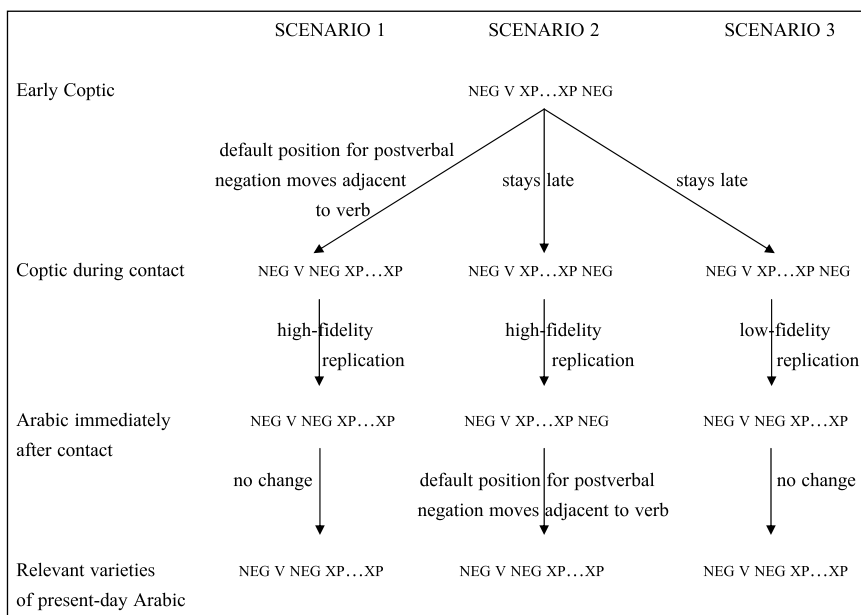 SCENARIO 1 SCENARIO 2 SCENARIO 3
Early Coptic NEG V XP…XP NEG
default position for postverbal
negation moves adjacent stays late stays late
to verb
Coptic during contact NEG V NEG XP…XP NEG V XP…XP NEG NEG V XP…XP NEG
high-fidelity high-fidelity low-fidelity
replication replication replication
Arabic immediately NEG V NEG XP…XP NEG V XP…XP NEG NEG V NEG XP…XP
after contact
no change default position for postverbal no change
negation moves adjacent to verb
Relevant varieties NEG V NEG XP…XP NEG V NEG XP…XP NEG V NEG XP…XP
of present-day Arabic